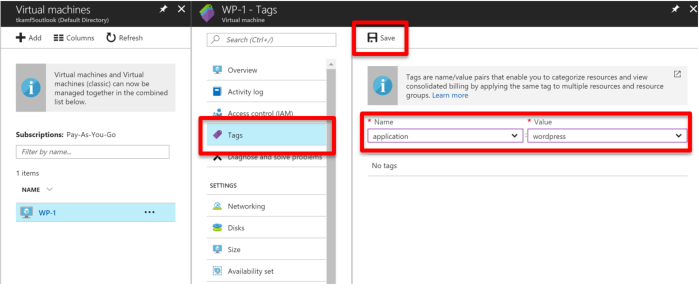 Virtual machines
tkamf5outlook (Default Directory)
Add
Columns
Refresh
Virtual machines and Virtual
machines (classic) can now be
managed together in the combined
list below.
Subscriptions: Pay-As-You-Go
Filter by name...
1 items
NAME
WP-1
...
WP-1 - Tags
Virtual machine
Search (Ctrl+/)
Overview
Activity log
Access control (IAM)
Tags
Diagnose and solve problems
SETTINGS
Networking
Disks
Size
Availability set
Save
Tags are name/value pairs that enable you to categorize resources and view
consolidated billing by applying the same tag to multiple resources and resource
groups. Learn more
* Name
* Value
application
:
wordpress
No tags